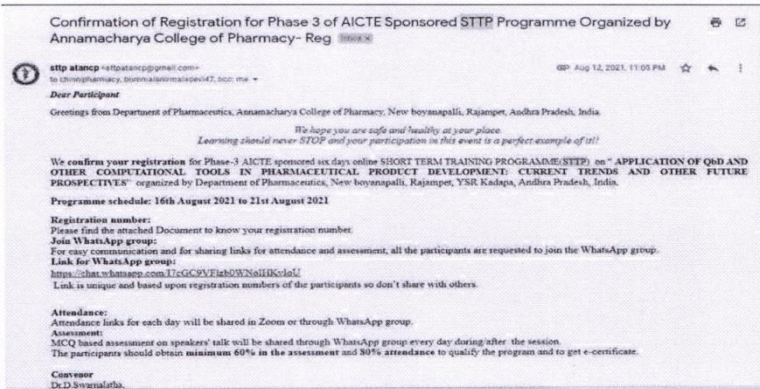 Confirmation of Registration for Phase 3 of AICTE Sponsored STTP Programme Organized by
Annamacharya College of Pharmacy- Reg Inbox ×
sttp atancp <sttpatancp@gmail.com>
Aug 12, 2021, 11:05 PM
to bcc: me
Dear Participant
Greetings from Department of Pharmaceutics, Annamacharya College of Pharmacy, New boyanapalli, Rajampet, Andhra Pradesh, India.
We hope you are safe and healthy at your place
Learning should never STOP and your participation in this event is a perfect example of it!!
We confirm your registration for Phase-3 AICTE sponsored six days online SHORT TERM TRAINING PROGRAMME(STTP) on " APPLICATION OF QbD AND
OTHER COMPUTATIONAL TOOLS IN PHARMACEUTICAL PRODUCT DEVELOPMENT: CURRENT TRENDS AND OTHER FUTURE
PROSPECTIVES" organized by Department of Pharmaceutics, New boyanapalli, Rajampet, YSR Kadapa, Andhra Pradesh, India.
Programme schedule: 16th August 2021 to 21st August 2021
Registration number:
Please find the attached Document to know your registration number.
Join WhatsApp group:
For easy communication and for sharing links for attendance and assessment, all the participants are requested to join the WhatsApp group.
Link for WhatsApp group:
Link is unique and based upon registration numbers of the participants so don't share with others.
Attendance:
Attendance links for each day will be shared in Zoom or through WhatsApp group.
Assessment:
MCQ based assessment on speakers' talk will be shared through WhatsApp group every day during/after the session.
The participants should obtain minimum 60% in the assessment and 80% attendance to qualify the program and to get e-certificate.
Convenor
Dr.D.Swarnalatha,